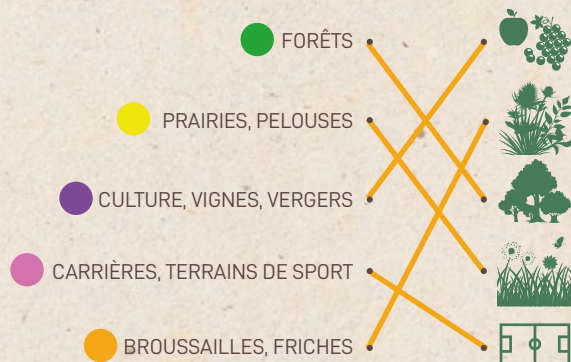 FORÊTS
PRAIRIES, PELOUSES
CULTURE, VIGNES, VERGERS
CARRIÈRES, TERRAINS DE SPORT
BROUSSAILLES, FRICHES